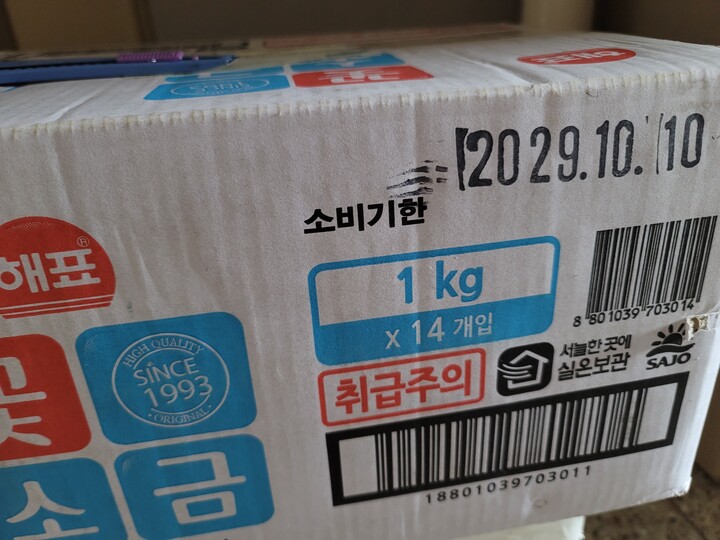 해표
2029.10.10
소비기한
해표®
1 kg
x 14 개입
8 801039 703014
HIGH QUALITY
SINCE
1993
ORIGINAL
취급주의
서늘한 곳에
실온보관
SAJO
꽃
소금
18801039703011